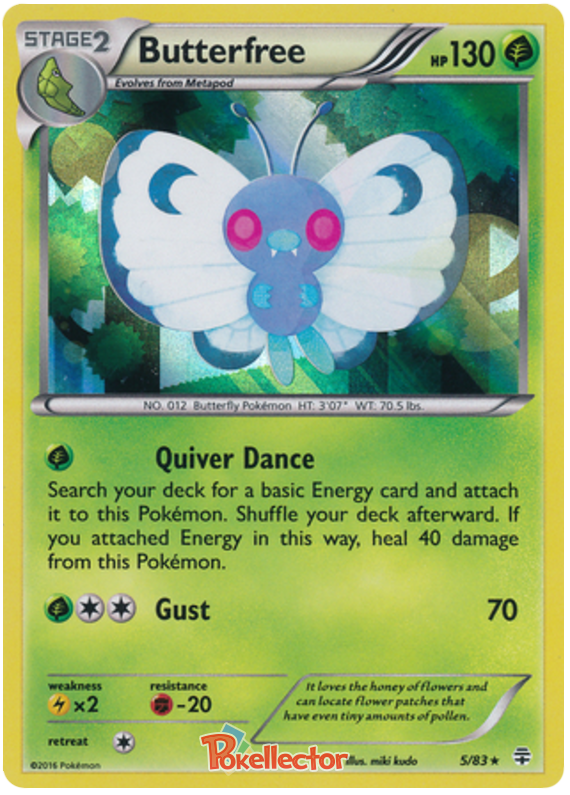 STAGE2
Butterfree
HP130
Evolves from Metapod
NO. 012 Butterfly Pokémon HT: 3'07" WT: 70.5 lbs.
Quiver Dance
Search your deck for a basic Energy card and attach
it to this Pokémon. Shuffle your deck afterward. If
you attached Energy in this way, heal 40 damage
from this Pokémon.
Gust 70
weakness resistance
×2 -20
retreat
It loves the honey of flowers and
can locate flower patches that
have even tiny amounts of pollen.
©2016 Pokémon
Pokellector
Illus. miki kudo
5/83★